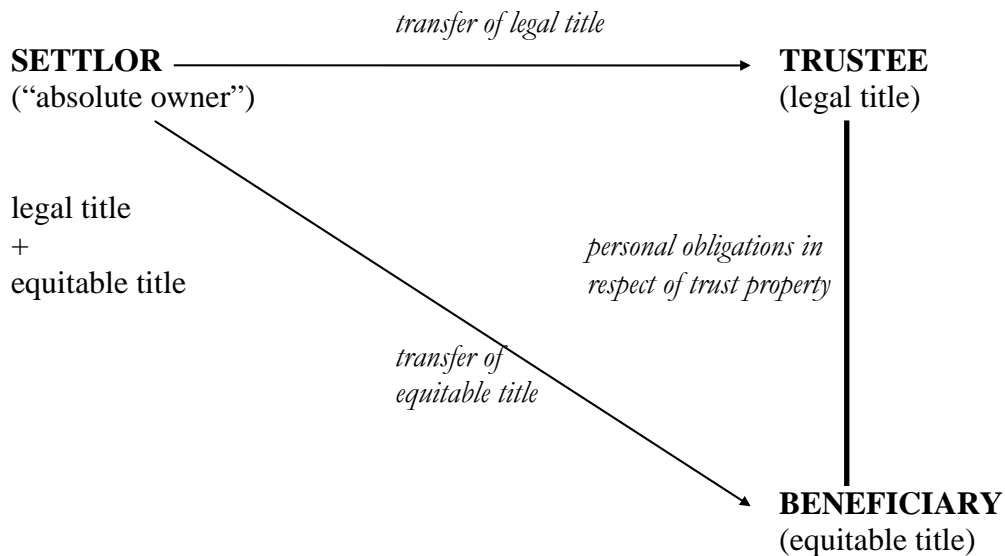 transfer of legal title
SETTLOR
(“absolute owner”)
TRUSTEE
(legal title)
legal title
+
equitable title
personal obligations in
respect of trust property
transfer of
equitable title
BENEFICIARY
(equitable title)